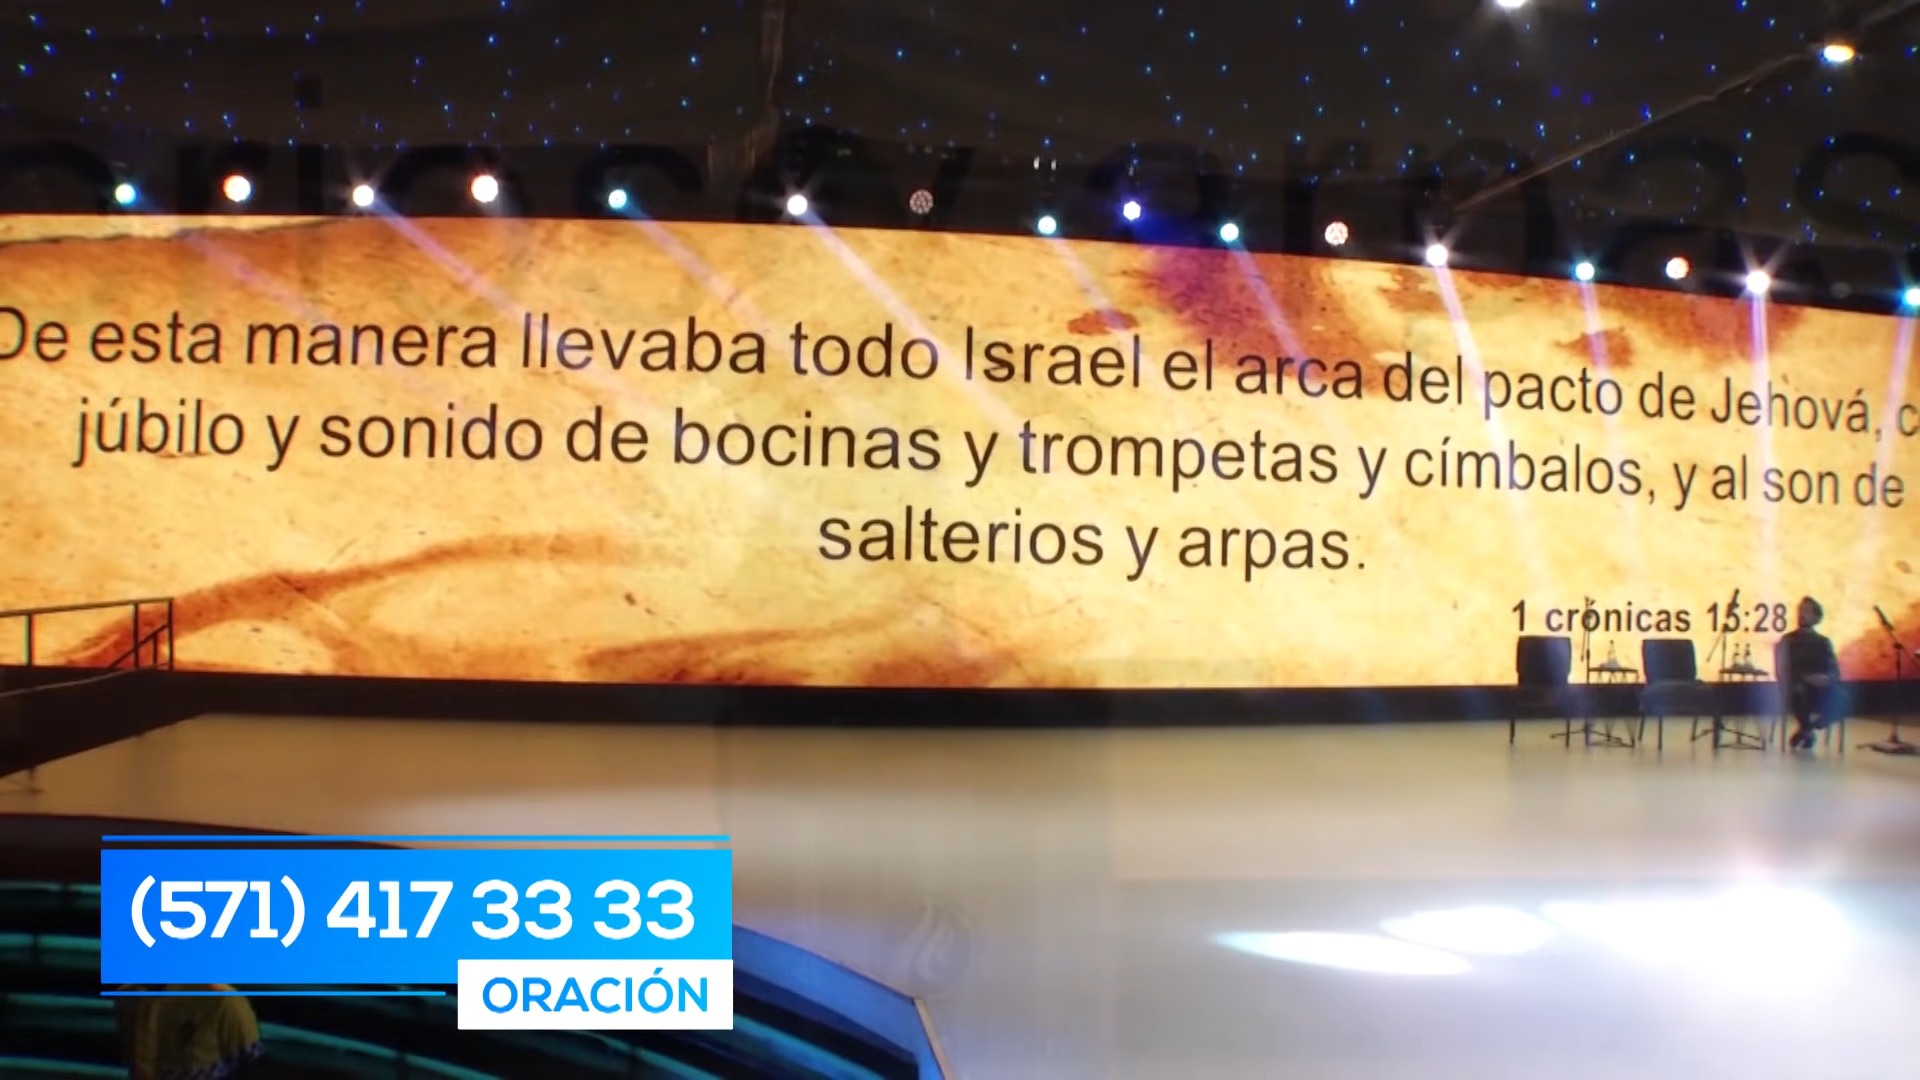 De esta manera llevaba todo Israel el arca del pacto de Jehová,
júbilo y sonido de bocinas y trompetas y címbalos, y al son de
salterios y arpas.
1 crónicas 15:28
(571) 417 33 33
ORACIÓN